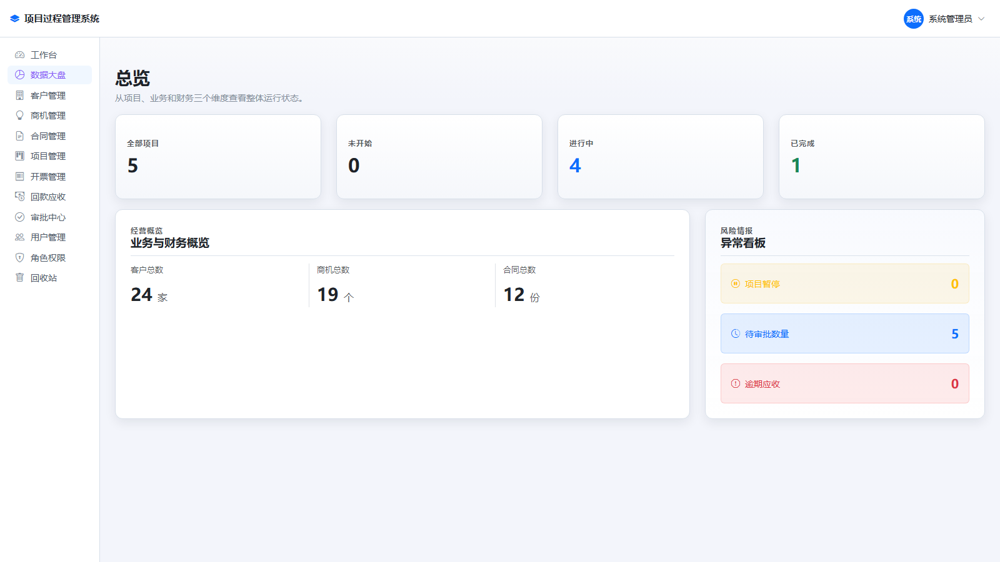 项目过程管理系统
系统 系统管理员
工作台
数据大盘
客户管理
商机管理
合同管理
项目管理
开票管理
回款应收
审批中心
用户管理
角色权限
回收站
总览
从项目、业务和财务三个维度查看整体运行状态。
全部项目
5
未开始
0
进行中
4
已完成
1
经营概览
业务与财务概览
客户总数
24 家
商机总数
19 个
合同总数
12 份
风险情报
异常看板
项目暂停 0
待审批数量 5
逾期应收 0